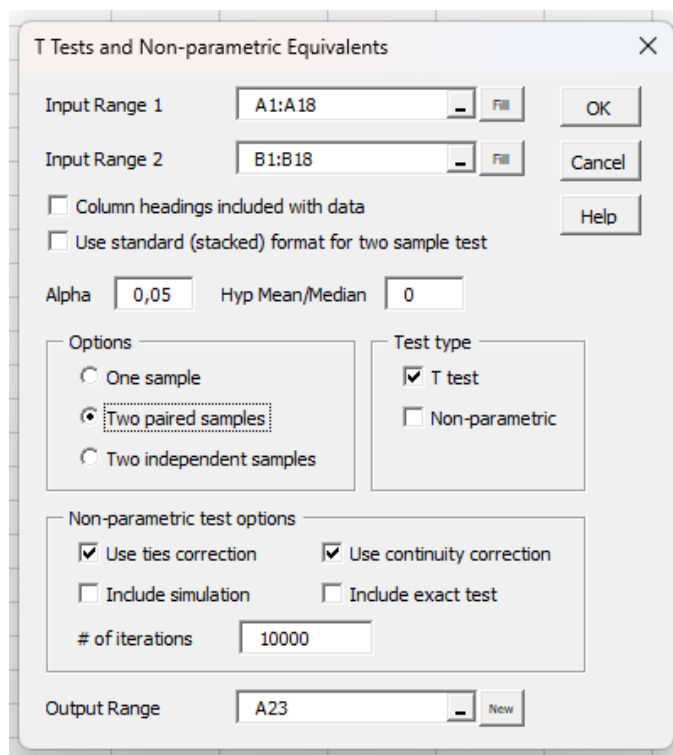 T Tests and Non-parametric Equivalents
Input Range 1 A1:A18 Fill OK
Input Range 2 B1:B18 Fill Cancel
Column headings included with data Help
Use standard (stacked) format for two sample test
Alpha 0,05 Hyp Mean/Median 0
Options Test type
One sample T test
Two paired samples Non-parametric
Two independent samples
Non-parametric test options
Use ties correction Use continuity correction
Include simulation Include exact test
# of iterations 10000
Output Range A23 New